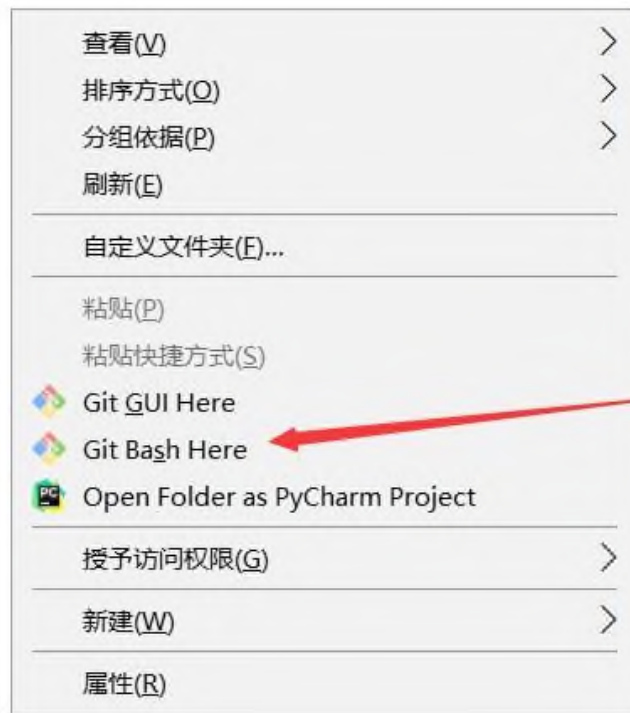 查看(V)
排序方式(O)
分组依据(P)
刷新(E)
自定义文件夹(F)...
粘贴(P)
粘贴快捷方式(S)
Git GUI Here
Git Bash Here
PC
Open Folder as PyCharm Project
授予访问权限(G)
新建(W)
属性(R)